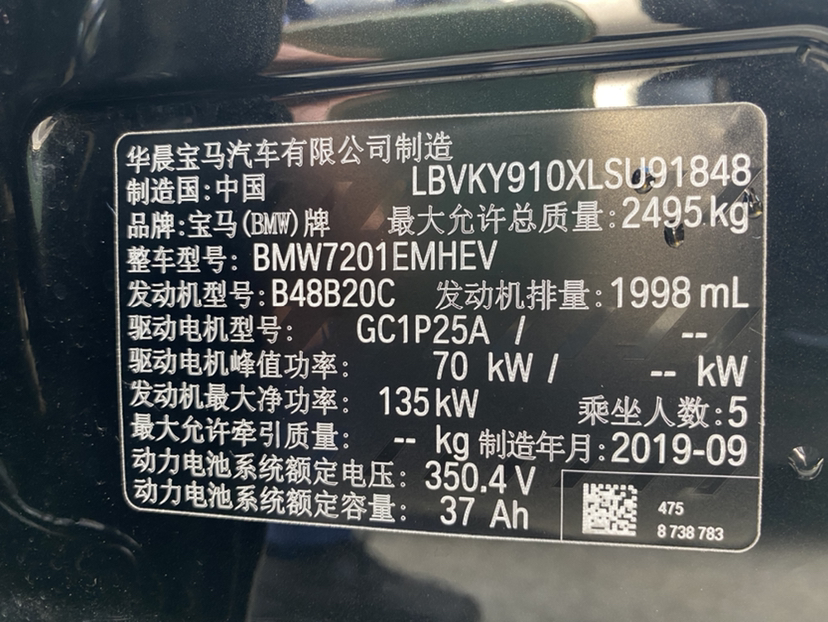 华晨宝马汽车有限公司制造
制造国:中国 LBVKY910XLSU91848
品牌:宝马(BMW)牌 最大允许总质量:2495kg
整车型号:BMW7201EMHEV
发动机型号:B48B20C 发动机排量:1998 mL
驱动电机型号: GC1P25A / --
驱动电机峰值功率: 70 kW / -- kW
发动机最大净功率: 135kW 乘坐人数:5
最大允许牵引质量: -- kg 制造年月:2019-09
动力电池系统额定电压: 350.4V
动力电池系统额定容量: 37 Ah
475
8 738 783